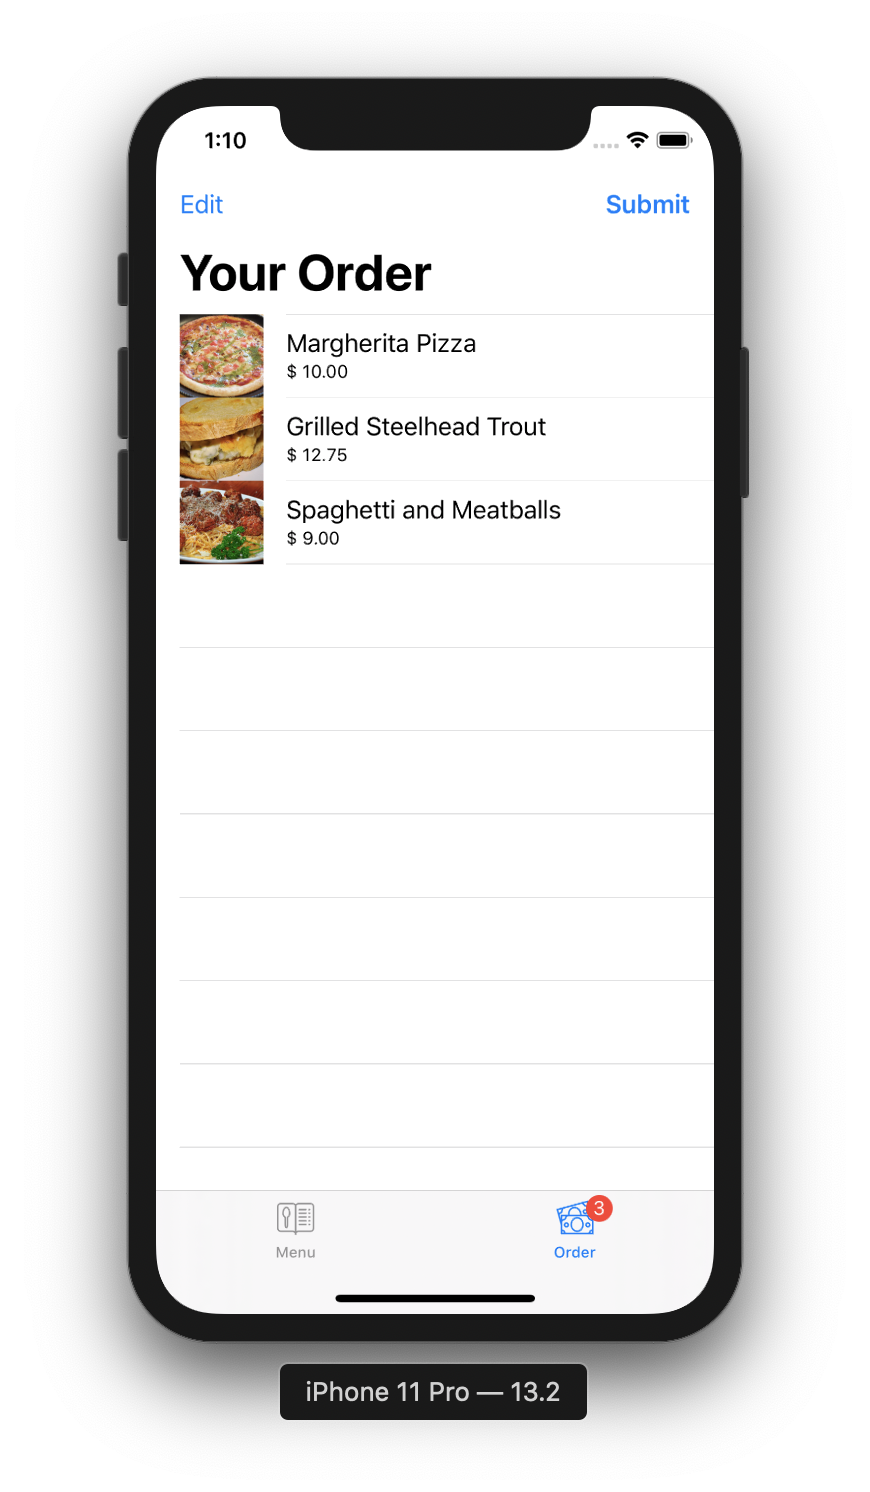 1:10
Edit
Submit
Your Order
Margherita Pizza
$ 10.00
Grilled Steelhead Trout
$ 12.75
Spaghetti and Meatballs
$ 9.00
3
Menu
Order
iPhone 11 Pro — 13.2